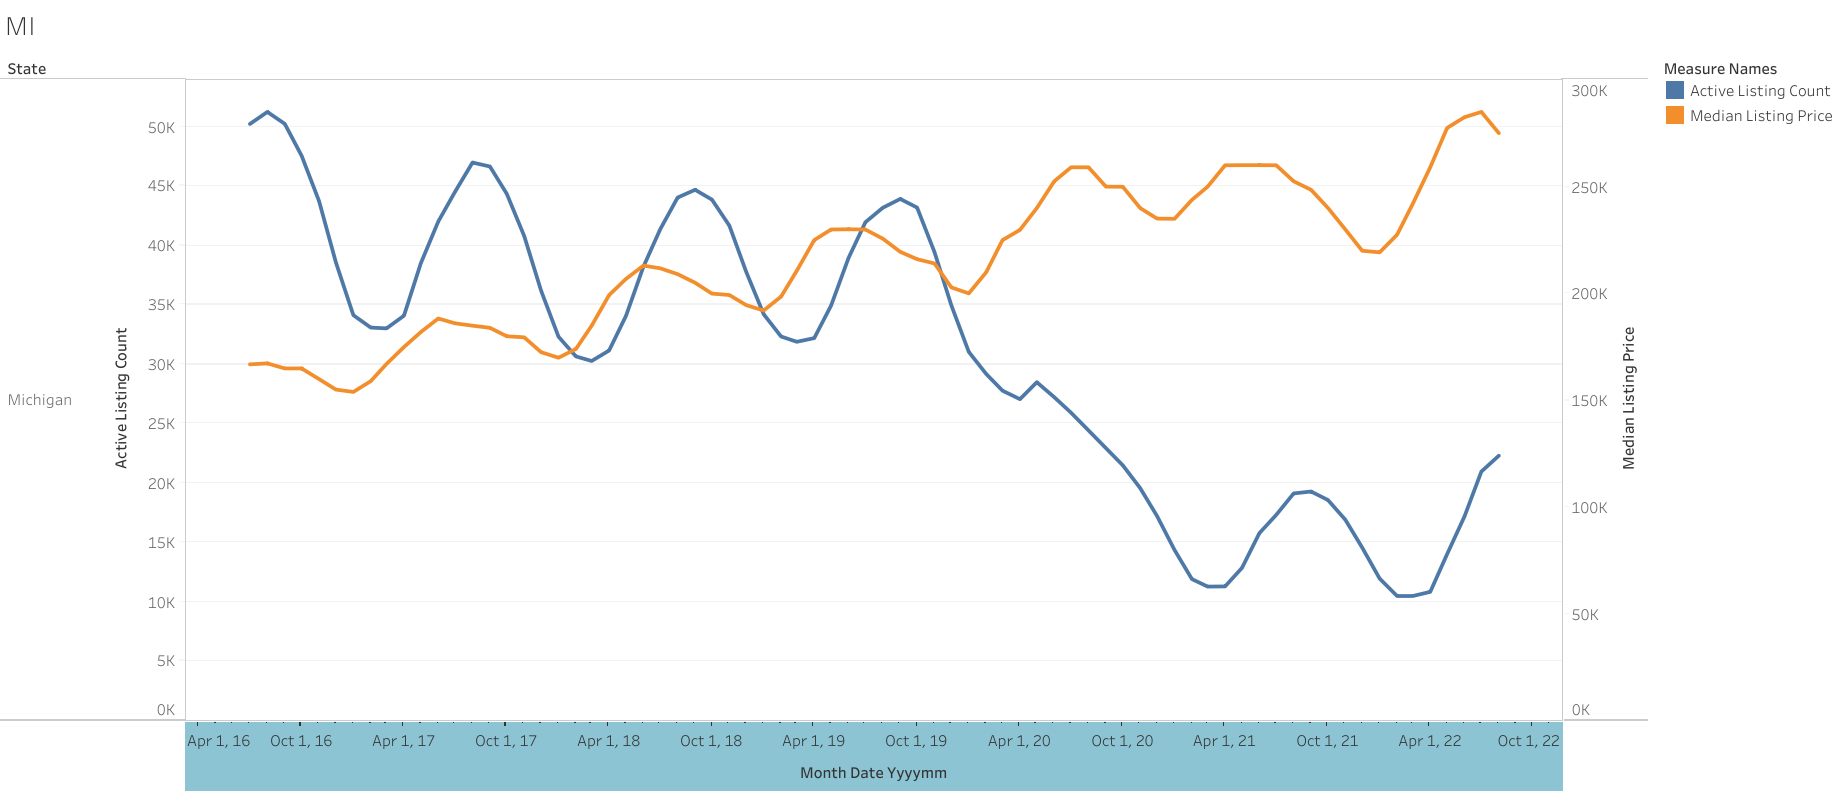 MI
State
Measure Names
Active Listing Count
Median Listing Price
Michigan
Active Listing Count
50K
45K
40K
35K
30K
25K
20K
15K
10K
5K
0K
300K
250K
200K
150K
100K
50K
0K
Median Listing Price
Apr 1, 16 Oct 1, 16 Apr 1, 17 Oct 1, 17 Apr 1, 18 Oct 1, 18 Apr 1, 19 Oct 1, 19 Apr 1, 20 Oct 1, 20 Apr 1, 21 Oct 1, 21 Apr 1, 22 Oct 1, 22
Month Date Yyyymm